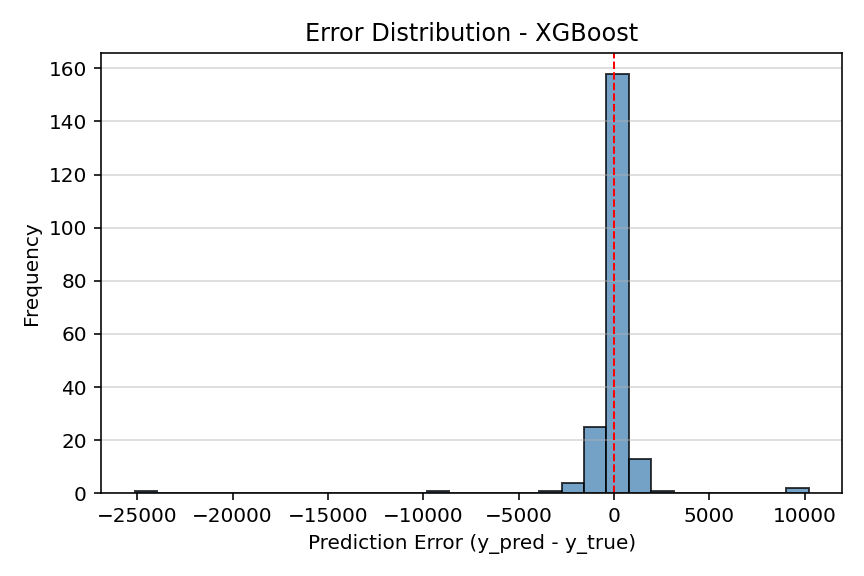 Error Distribution - XGBoost
160
140
120
100
80
60
40
20
0
Frequency
−25000 −20000 −15000 −10000 −5000 0 5000 10000
Prediction Error (y_pred - y_true)